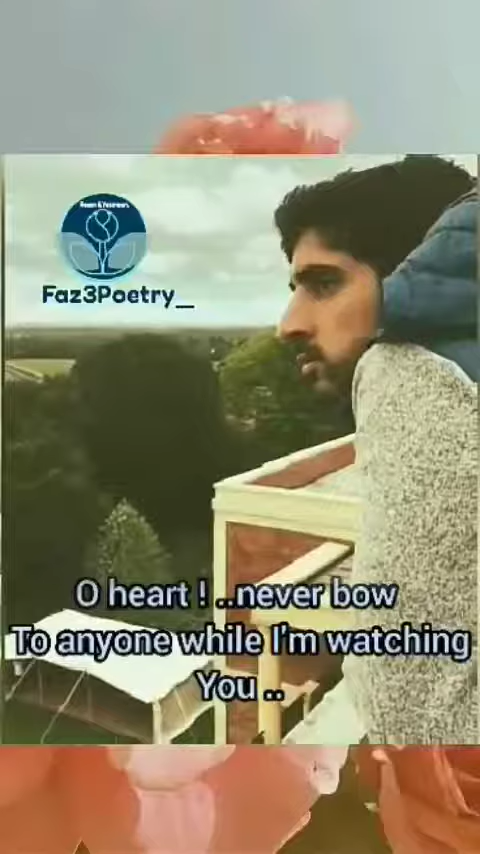 Faz3Poetry_
O heart ! ..never bow
To anyone while I'm watching
You ..